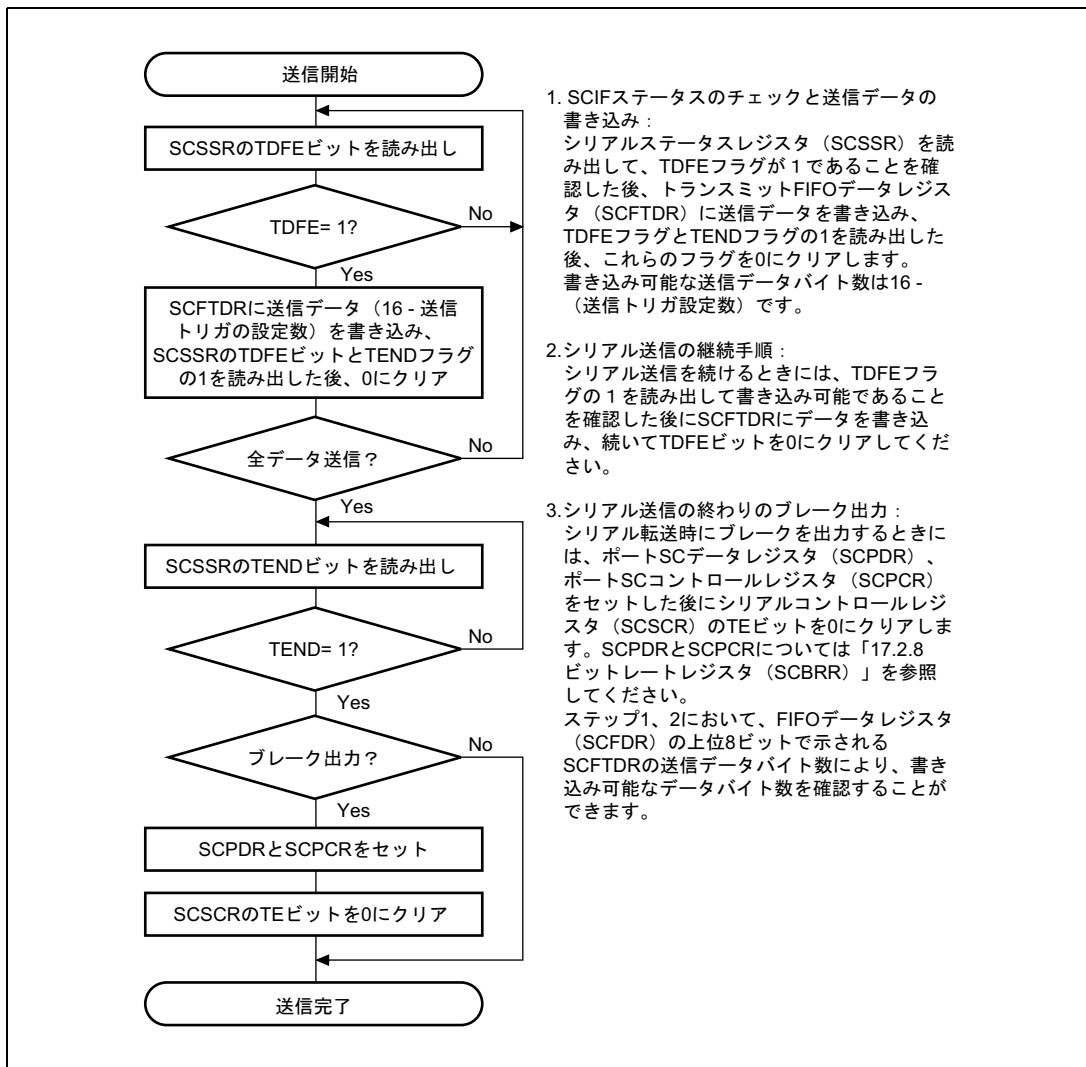 送信開始
SCSSRのTDFEビットを読み出し
TDFE= 1?
No
Yes
SCFTDRに送信データ（16 - 送信
トリガの設定数）を書き込み、
SCSSRのTDFEビットとTENDフラグ
の1を読み出した後、0にクリア
全データ送信？
No
Yes
SCSSRのTENDビットを読み出し
TEND= 1?
No
Yes
ブレーク出力？
No
Yes
SCPDRとSCPCRをセット
SCSCRのTEビットを0にクリア
送信完了
1. SCIFステータスのチェックと送信データの
書き込み：
シリアルステータスレジスタ（SCSSR）を読
み出して、TDFEフラグが１であることを確
認した後、トランスミットFIFOデータレジス
タ（SCFTDR）に送信データを書き込み、
TDFEフラグとTENDフラグの1を読み出した
後、これらのフラグを0にクリアします。
書き込み可能な送信データバイト数は16 -
（送信トリガ設定数）です。
2.シリアル送信の継続手順：
シリアル送信を続けるときには、TDFEフラ
グの１を読み出して書き込み可能であること
を確認した後にSCFTDRにデータを書き込
み、続いてTDFEビットを0にクリアしてくだ
さい。
3.シリアル送信の終わりのブレーク出力：
シリアル転送時にブレークを出力するときに
は、ポートSCデータレジスタ（SCPDR）、
ポートSCコントロールレジスタ（SCPCR）
をセットした後にシリアルコントロールレジ
スタ（SCSCR）のTEビットを0にクリアしま
す。SCPDRとSCPCRについては「17.2.8
ビットレートレジスタ（SCBRR）」を参照
してください。
ステップ1、2において、FIFOデータレジスタ
（SCFDR）の上位8ビットで示される
SCFTDRの送信データバイト数により、書き
込み可能なデータバイト数を確認することが
できます。